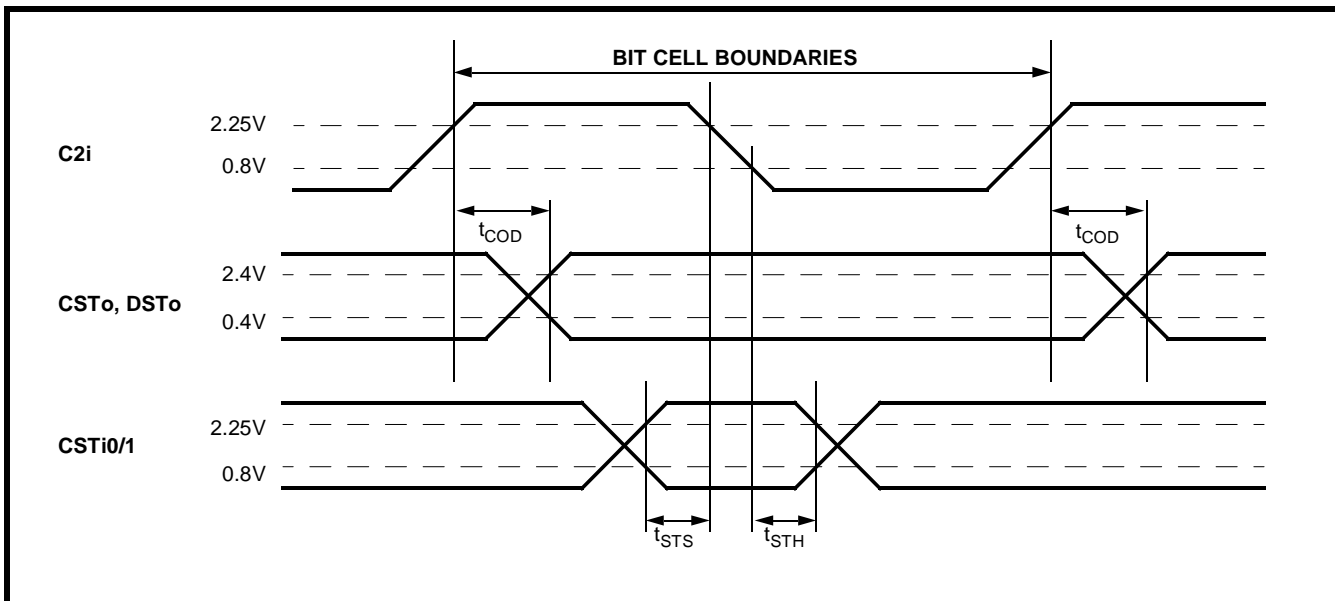 BIT CELL BOUNDARIES
2.25V
C2i
0.8V
tCOD
tCOD
2.4V
CSTo, DSTo
0.4V
2.25V
CSTi0/1
0.8V
tSTS
tSTH